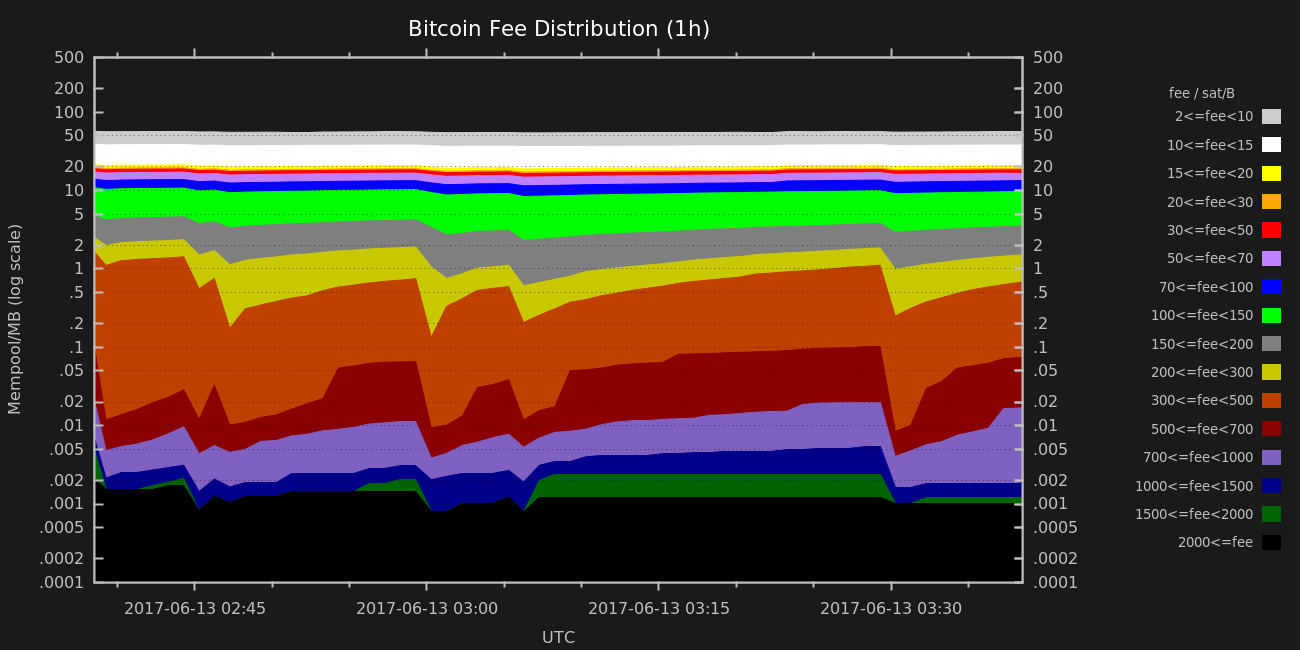 Bitcoin Fee Distribution (1h)
500
200
100
50
20
10
5
2
1
.5
.2
.1
.05
.02
.01
.005
.002
.001
.0005
.0002
.0001
Mempool/MB (log scale)
500
200
100
50
20
10
5
2
1
.5
.2
.1
.05
.02
.01
.005
.002
.001
.0005
.0002
.0001
2017-06-13 02:45
2017-06-13 03:00
2017-06-13 03:15
2017-06-13 03:30
UTC
fee / sat/B
2<=fee<10
10<=fee<15
15<=fee<20
20<=fee<30
30<=fee<50
50<=fee<70
70<=fee<100
100<=fee<150
150<=fee<200
200<=fee<300
300<=fee<500
500<=fee<700
700<=fee<1000
1000<=fee<1500
1500<=fee<2000
2000<=fee